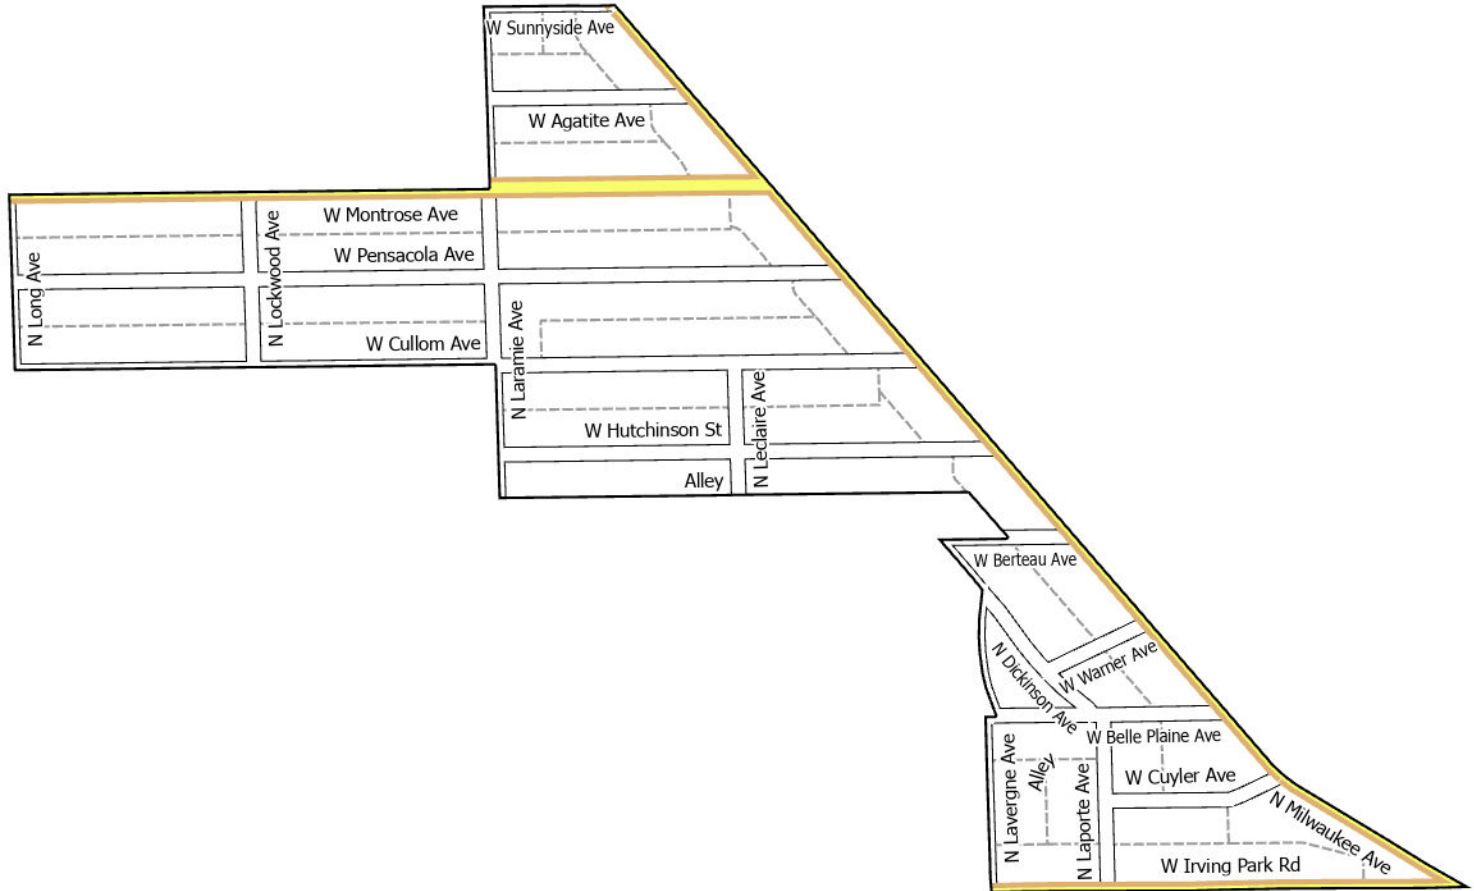 W Sunnyside Ave
W Agatite Ave
W Montrose Ave
N Lockwood Ave
W Pensacola Ave
N Long Ave
N Laramie Ave
W Cullom Ave
N Leclaire Ave
W Hutchinson St
Alley
W Berteau Ave
N Dickinson Ave
W Warner Ave
W Belle Plaine Ave
N Lavergne Ave
Alley
N Laporte Ave
W Cuyler Ave
N Milwaukee Ave
W Irving Park Rd